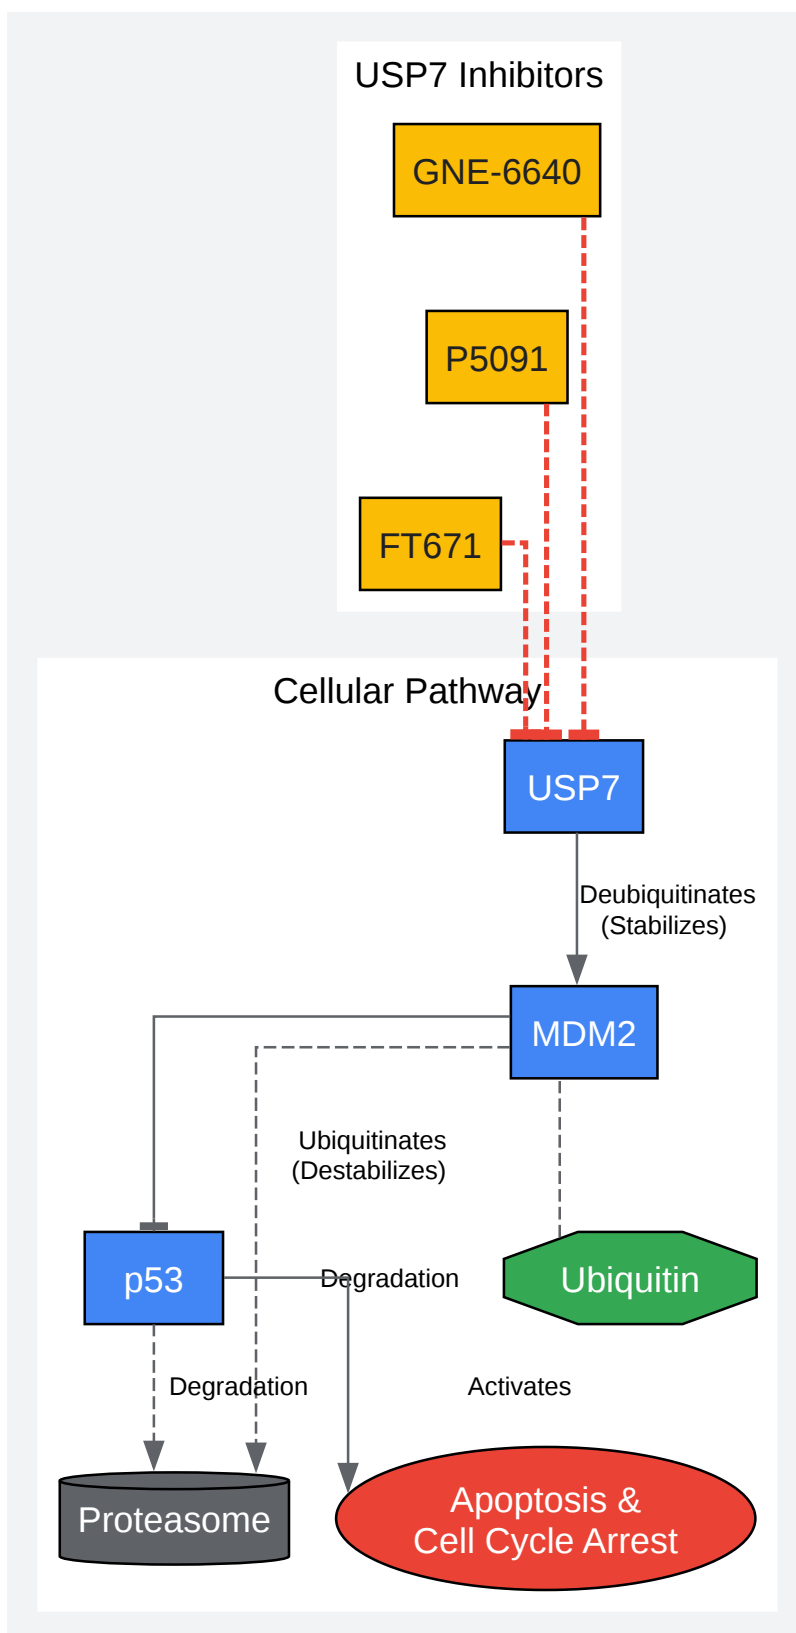 USP7 Inhibitors
GNE-6640
P5091
FT671
Cellular Pathway
USP7
Deubiquitinates
(Stabilizes)
MDM2
Ubiquitinates
(Destabilizes)
p53
Degradation
Ubiquitin
Degradation
Activates
Proteasome
Apoptosis &
Cell Cycle Arrest